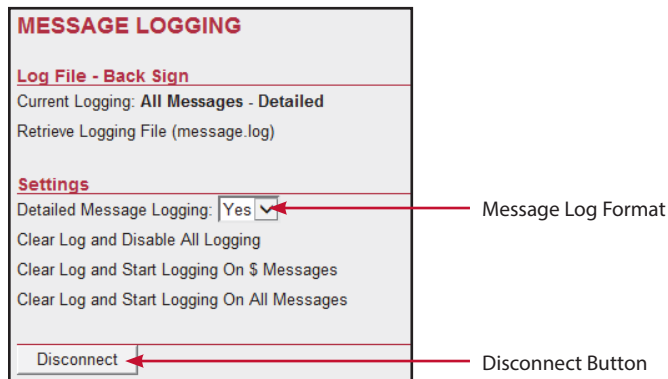 MESSAGE LOGGING
Log File - Back Sign
Current Logging: All Messages - Detailed
Retrieve Logging File (message.log)
Settings
Detailed Message Logging: Yes
Message Log Format
Clear Log and Disable All Logging
Clear Log and Start Logging On $ Messages
Clear Log and Start Logging On All Messages
Disconnect
Disconnect Button